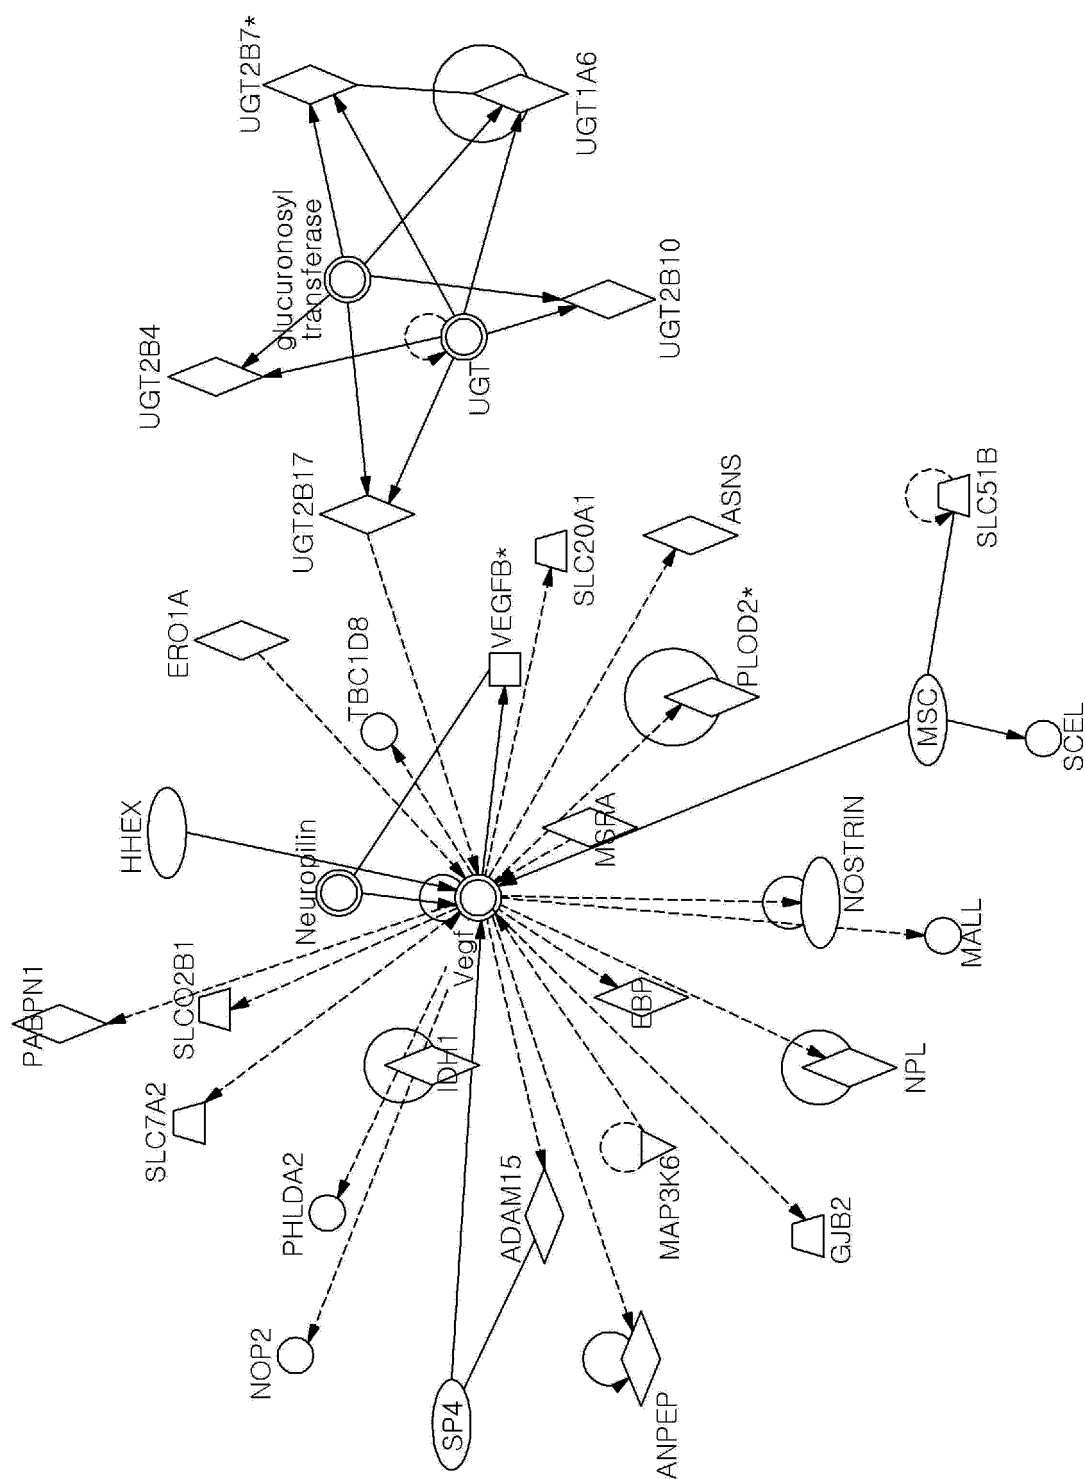 UGT2B7*
UGT1A6
glucuronosyl
transferase
UGT2B4
UGT
UGT2B10
UGT2B17
ERO1A
TBC1D8
VEGFB*
SLC20A1
ASNS
PLOD2*
SLC51B
MSC
SCEL
HHEX
Neuropilin
MSRA
NOSTRIN
MALL
Vegf
PABPN1
SLCO2B1
SLC7A2
IDH1
EBP
NPL
PHLDA2
ADAM15
MAP3K6
GJB2
NOP2
SP4
ANPEP